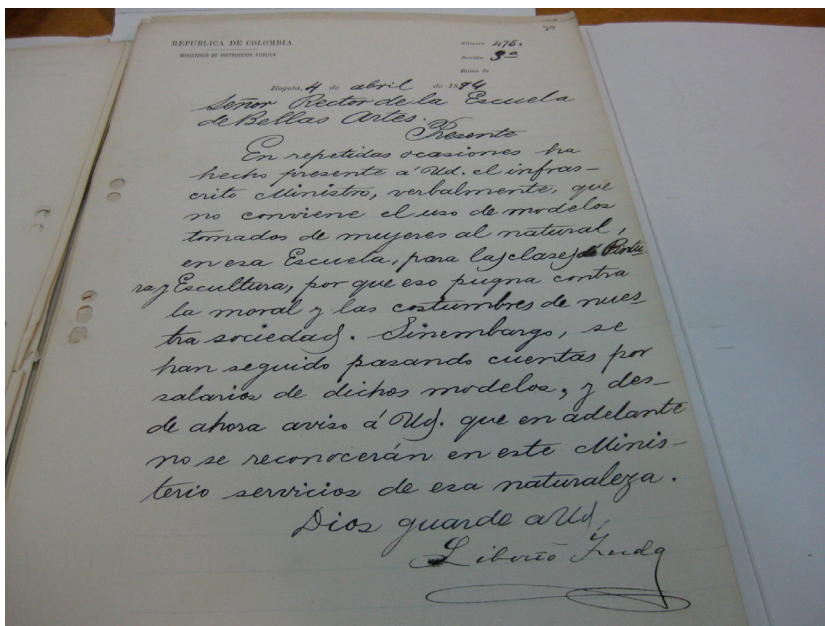 REPUBLICA DE COLOMBIA
MINISTERIO DE INSTRUCCION PUBLICA
Número 476.
Sección 3ª
Ramo de
Bogotá, 4 de abril de 1894
Señor Rector de la Escuela
de Bellas Artes.
Presente
En repetidas ocasiones ha
hecho presente á Ud. el infras-
crito Ministro, verbalmente, que
no conviene el uso de modelos
tomados de mujeres al natural,
en esa Escuela, para las clases de Pintu-
ra y Escultura, por que eso pugna contra
la moral y las costumbres de nues-
tra sociedad. Sinembargo, se
han seguido pasando cuentas por
salarios de dichos modelos, y des-
de ahora aviso á Ud. que en adelante
no se reconocerán en este Minis-
terio servicios de esa naturaleza.
Dios guarde a Ud,
Liborio Zerda